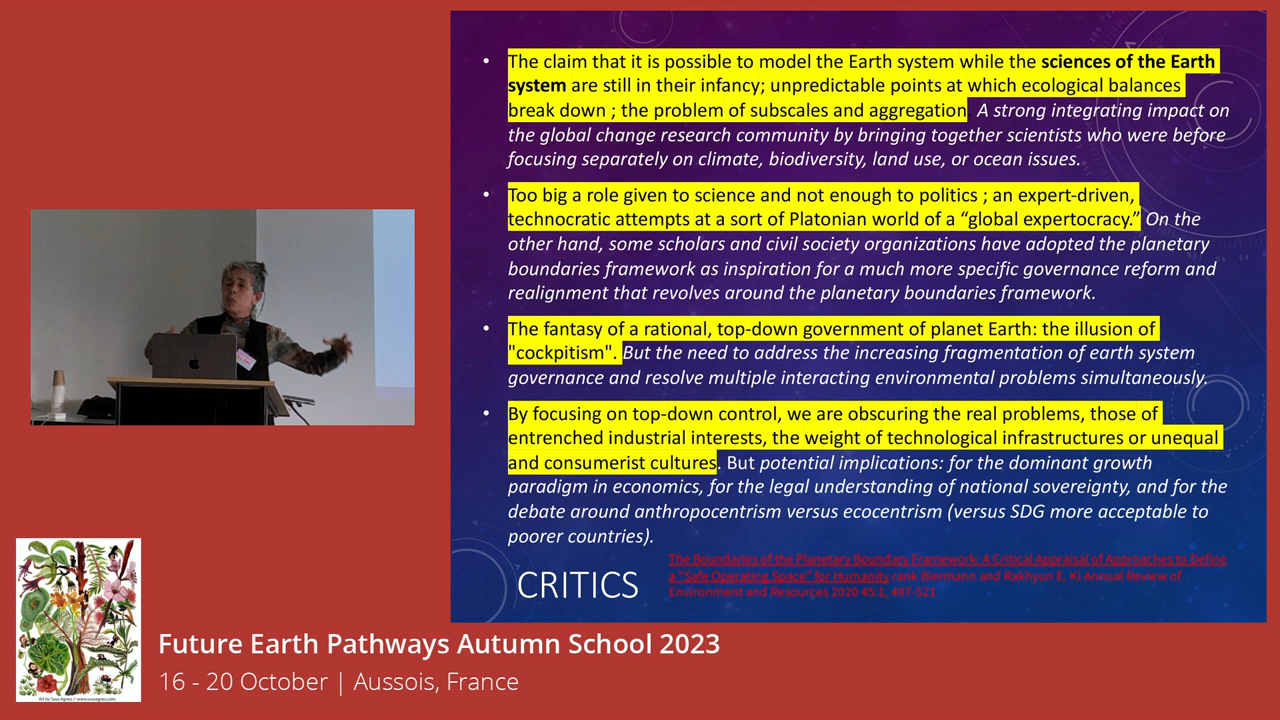 • The claim that it is possible to model the Earth system while the sciences of the Earth
system are still in their infancy; unpredictable points at which ecological balances
break down ; the problem of subscales and aggregation. A strong integrating impact on
the global change research community by bringing together scientists who were before
focusing separately on climate, biodiversity, land use, or ocean issues.
• Too big a role given to science and not enough to politics ; an expert-driven,
technocratic attempts at a sort of Platonian world of a “global expertocracy.” On the
other hand, some scholars and civil society organizations have adopted the planetary
boundaries framework as inspiration for a much more specific governance reform and
realignment that revolves around the planetary boundaries framework.
• The fantasy of a rational, top-down government of planet Earth: the illusion of
"cockpitism". But the need to address the increasing fragmentation of earth system
governance and resolve multiple interacting environmental problems simultaneously.
• By focusing on top-down control, we are obscuring the real problems, those of
entrenched industrial interests, the weight of technological infrastructures or unequal
and consumerist cultures. But potential implications: for the dominant growth
paradigm in economics, for the legal understanding of national sovereignty, and for the
debate around anthropocentrism versus ecocentrism (versus SDG more acceptable to
poorer countries).
CRITICS
The Boundaries of the Planetary Boundary Framework: A Critical Appraisal of Approaches to Define
a “Safe Operating Space” for Humanity rank Biermann and Rakhyun E. Ki Annual Review of
Environment and Resources 2020 45:1, 497-521
Future Earth Pathways Autumn School 2023
16 - 20 October | Aussois, France